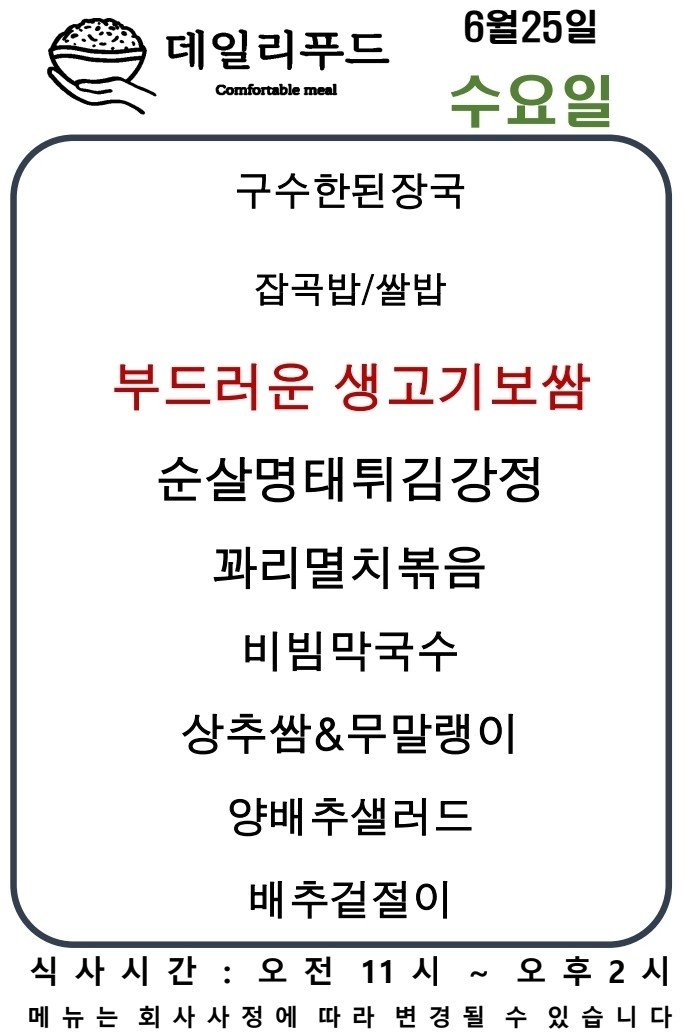 데일리푸드
Comfortable meal
6월25일
수요일
구수한된장국
잡곡밥/쌀밥
부드러운 생고기보쌈
순살명태튀김강정
꽈리멸치볶음
비빔막국수
상추쌈&무말랭이
양배추샐러드
배추겉절이
식사시간 : 오전 11시 ~ 오후2시
메뉴는 회사사정에 따라 변경될 수 있습니다